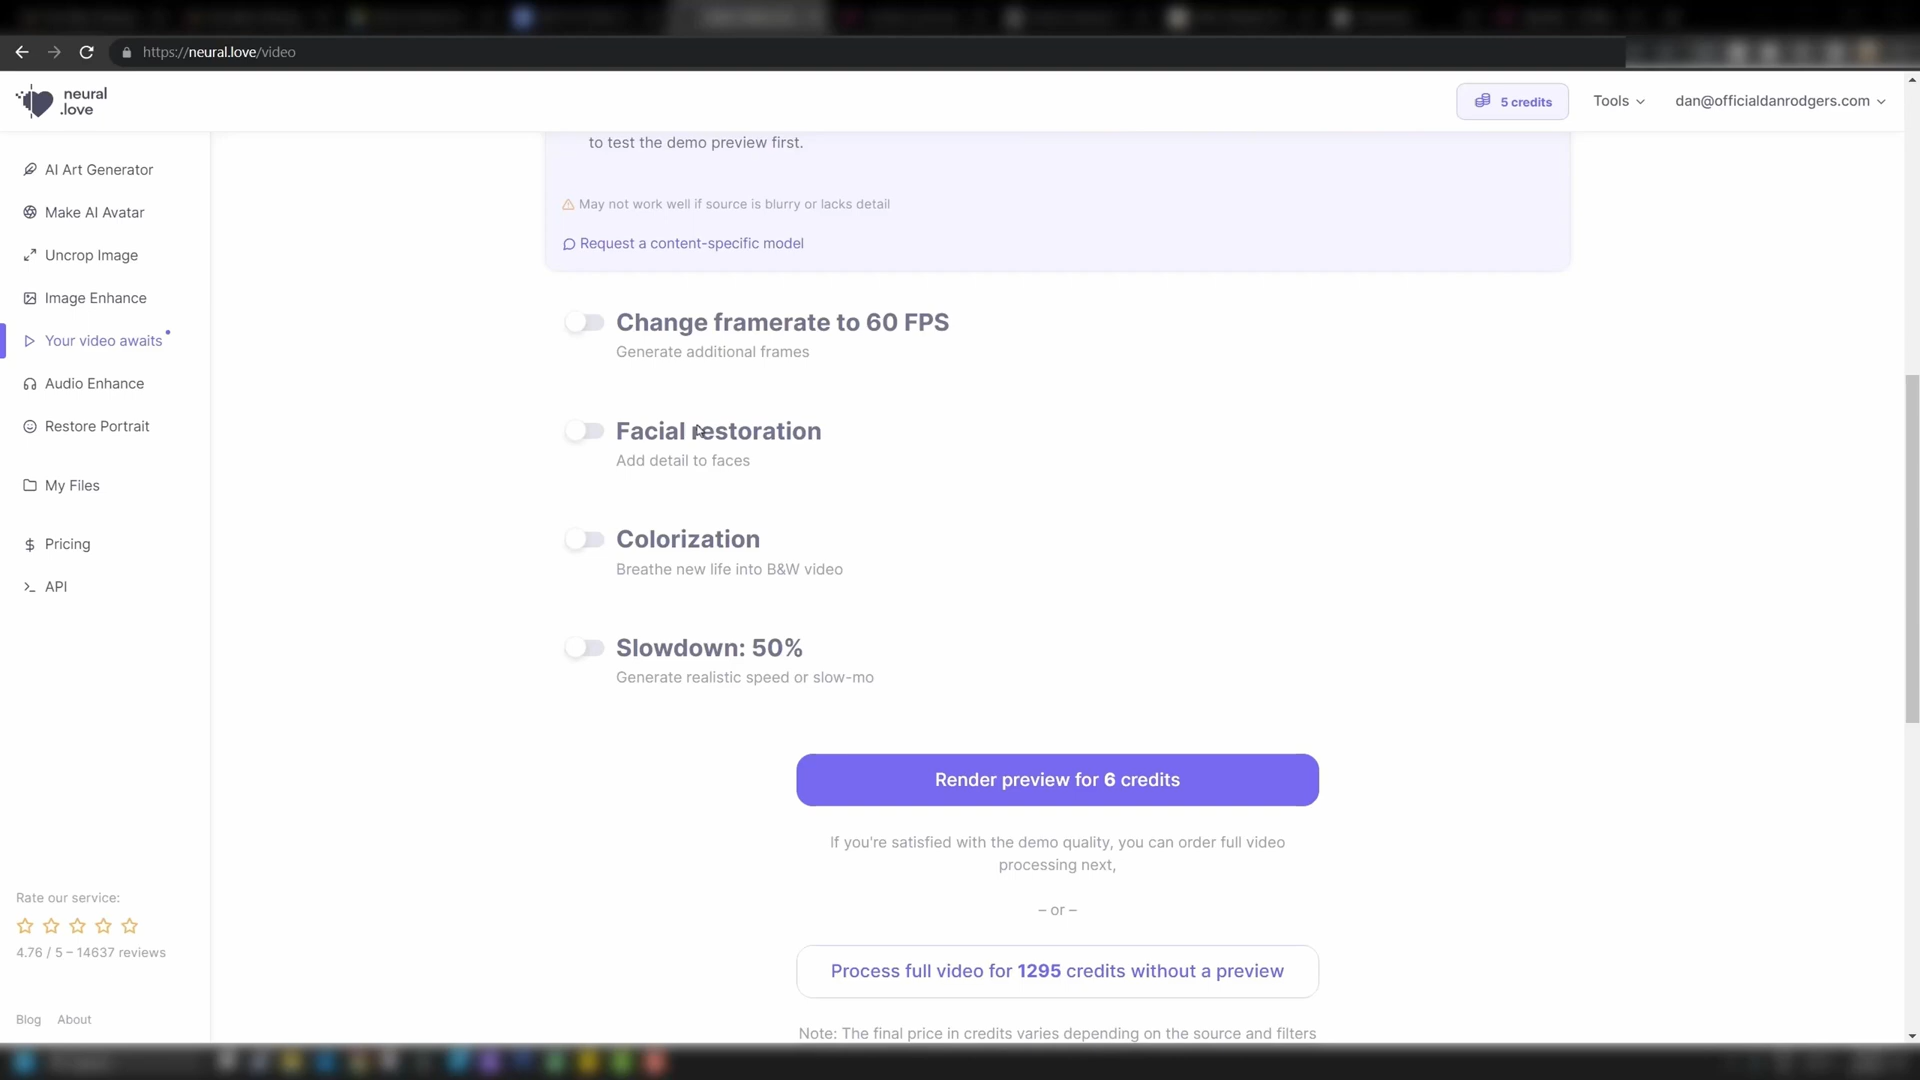 https://neural.love/video
neural
.love
5 credits
Tools
dan@officialdanrodgers.com
AI Art Generator
Make AI Avatar
Uncrop Image
Image Enhance
Your video awaits
Audio Enhance
Restore Portrait
My Files
Pricing
API
Rate our service:
4.76 / 5 – 14637 reviews
Blog
About
to test the demo preview first.
May not work well if source is blurry or lacks detail
Request a content-specific model
Change framerate to 60 FPS
Generate additional frames
Facial restoration
Add detail to faces
Colorization
Breathe new life into B&W video
Slowdown: 50%
Generate realistic speed or slow-mo
Render preview for 6 credits
If you're satisfied with the demo quality, you can order full video
processing next,
– or –
Process full video for 1295 credits without a preview
Note: The final price in credits varies depending on the source and filters